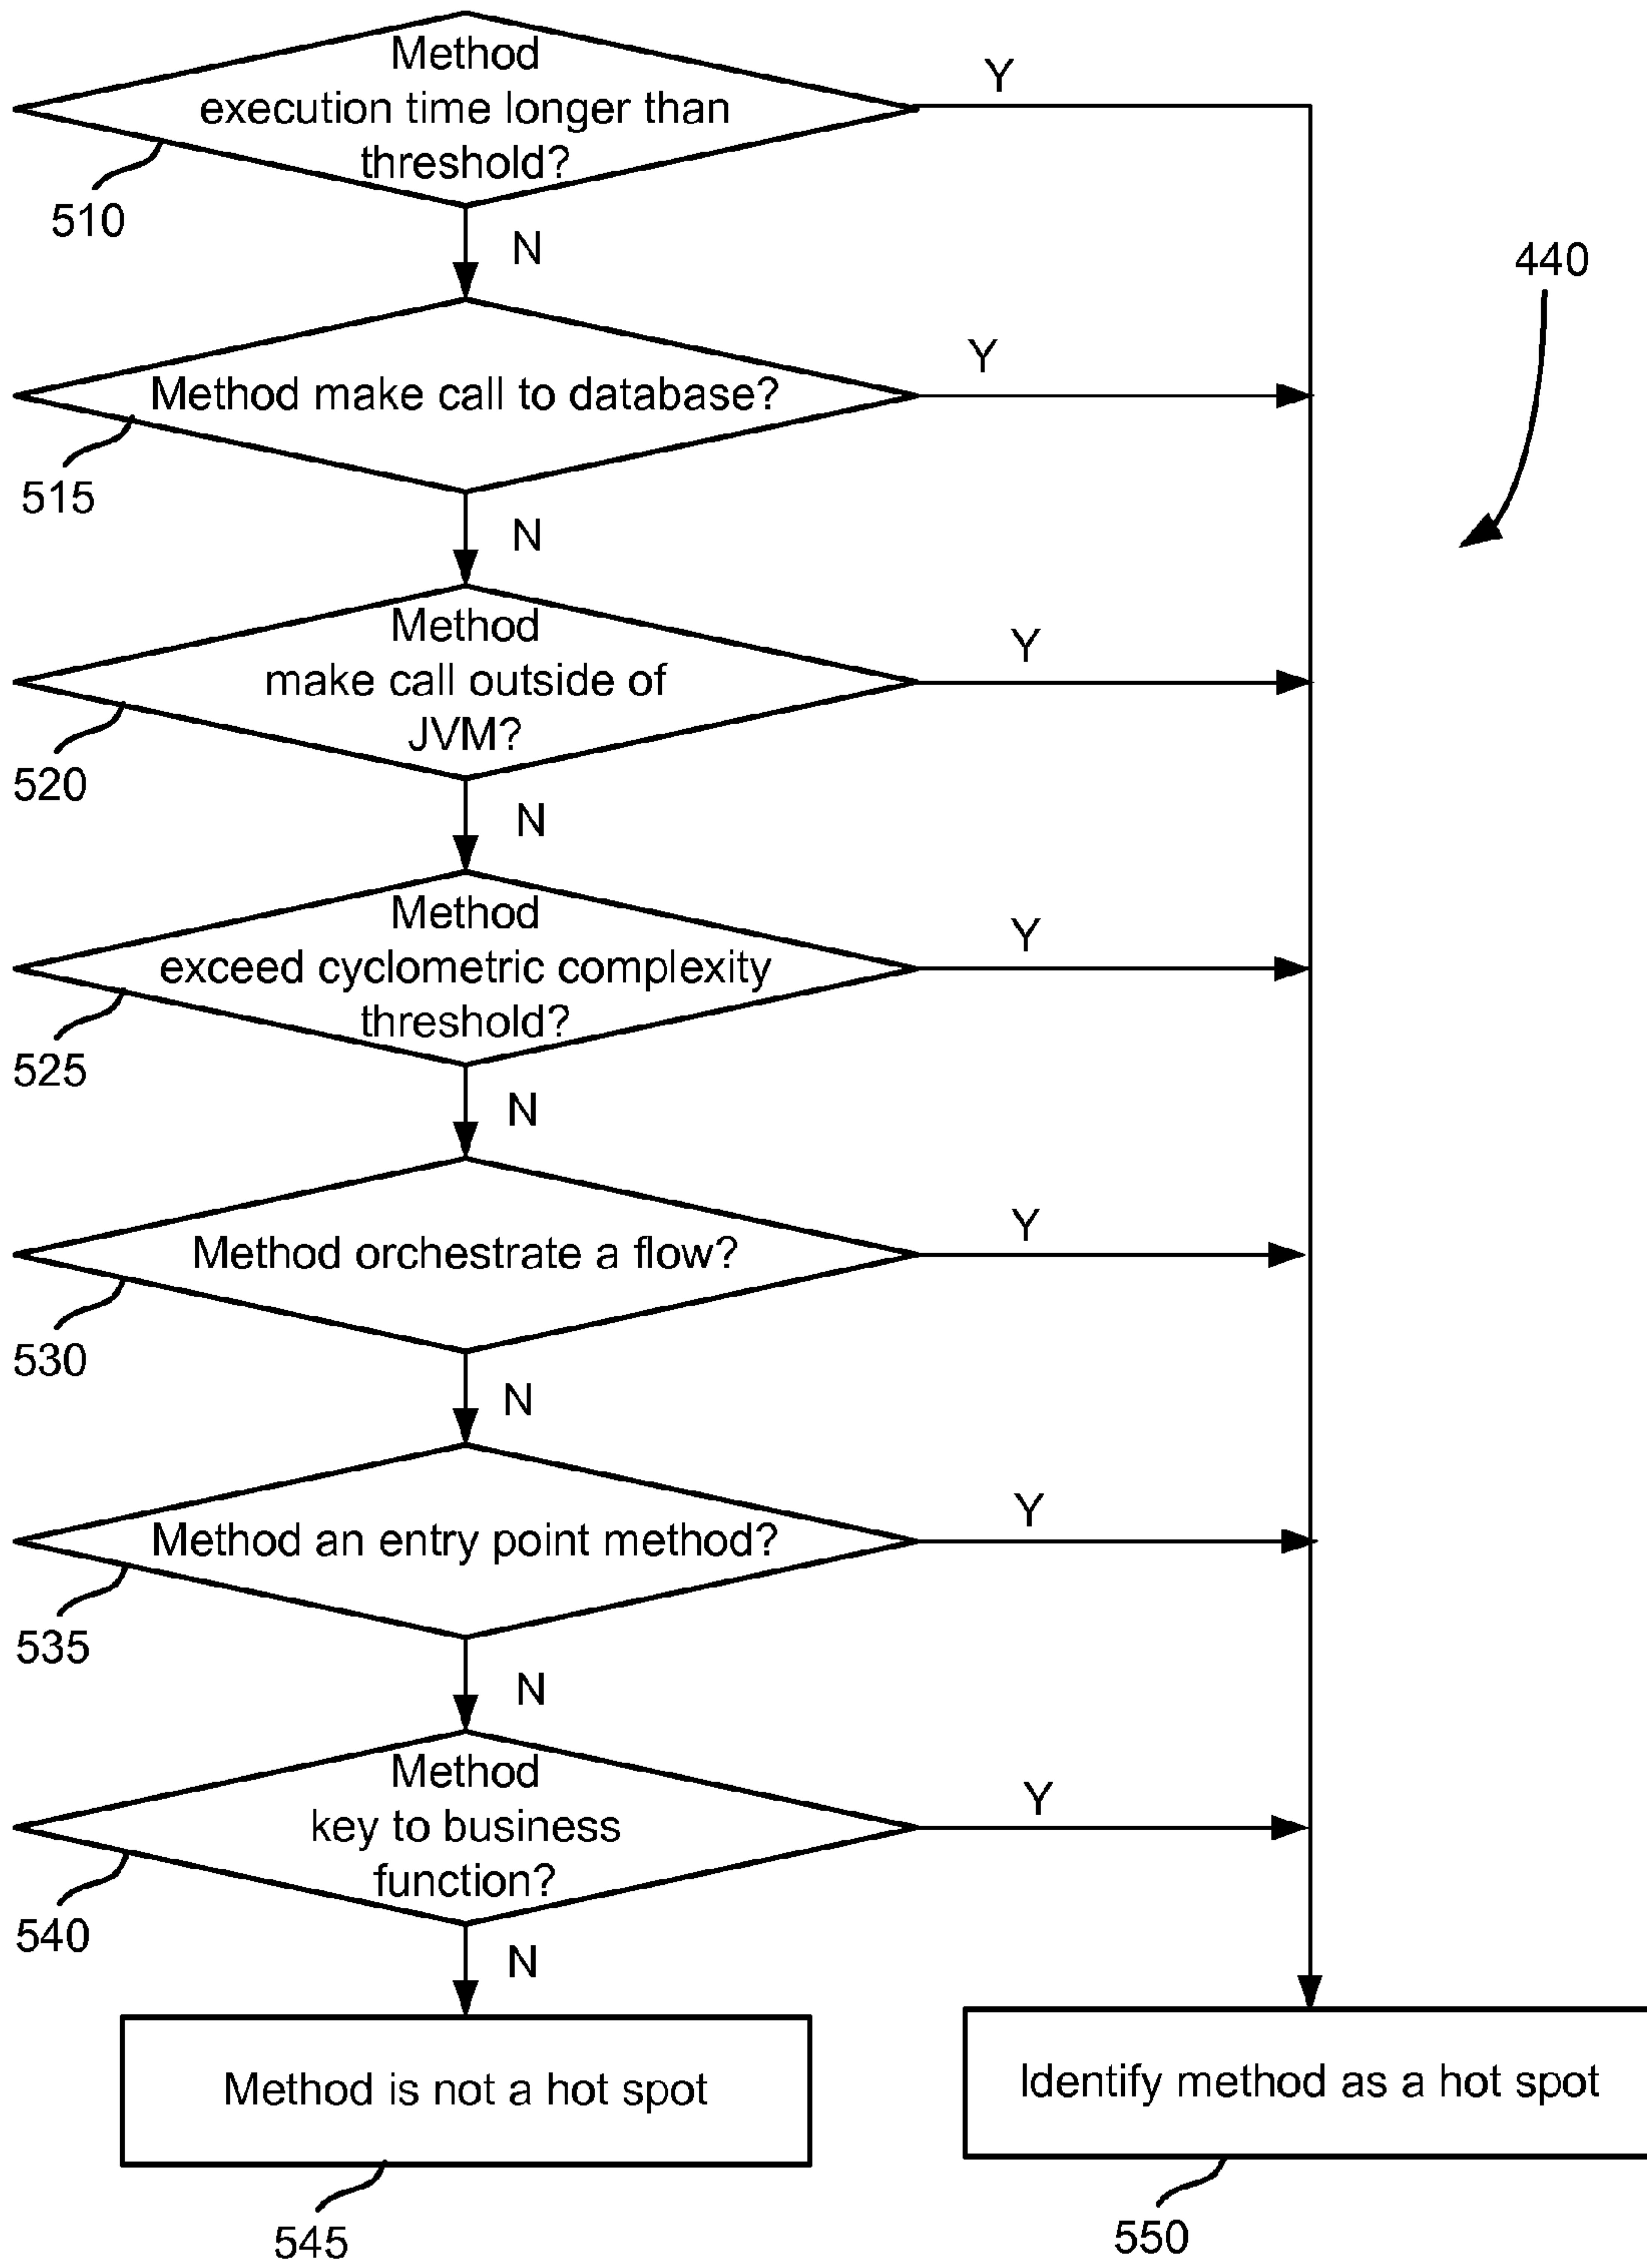 Method
execution time longer than
threshold?
Y
510
N
440
Method make call to database?
Y
515
N
Method
make call outside of
JVM?
Y
520
N
Method
exceed cyclometric complexity
threshold?
Y
525
N
Method orchestrate a flow?
Y
530
N
Method an entry point method?
Y
535
N
Method
key to business
function?
Y
540
N
Method is not a hot spot
Identify method as a hot spot
545
550